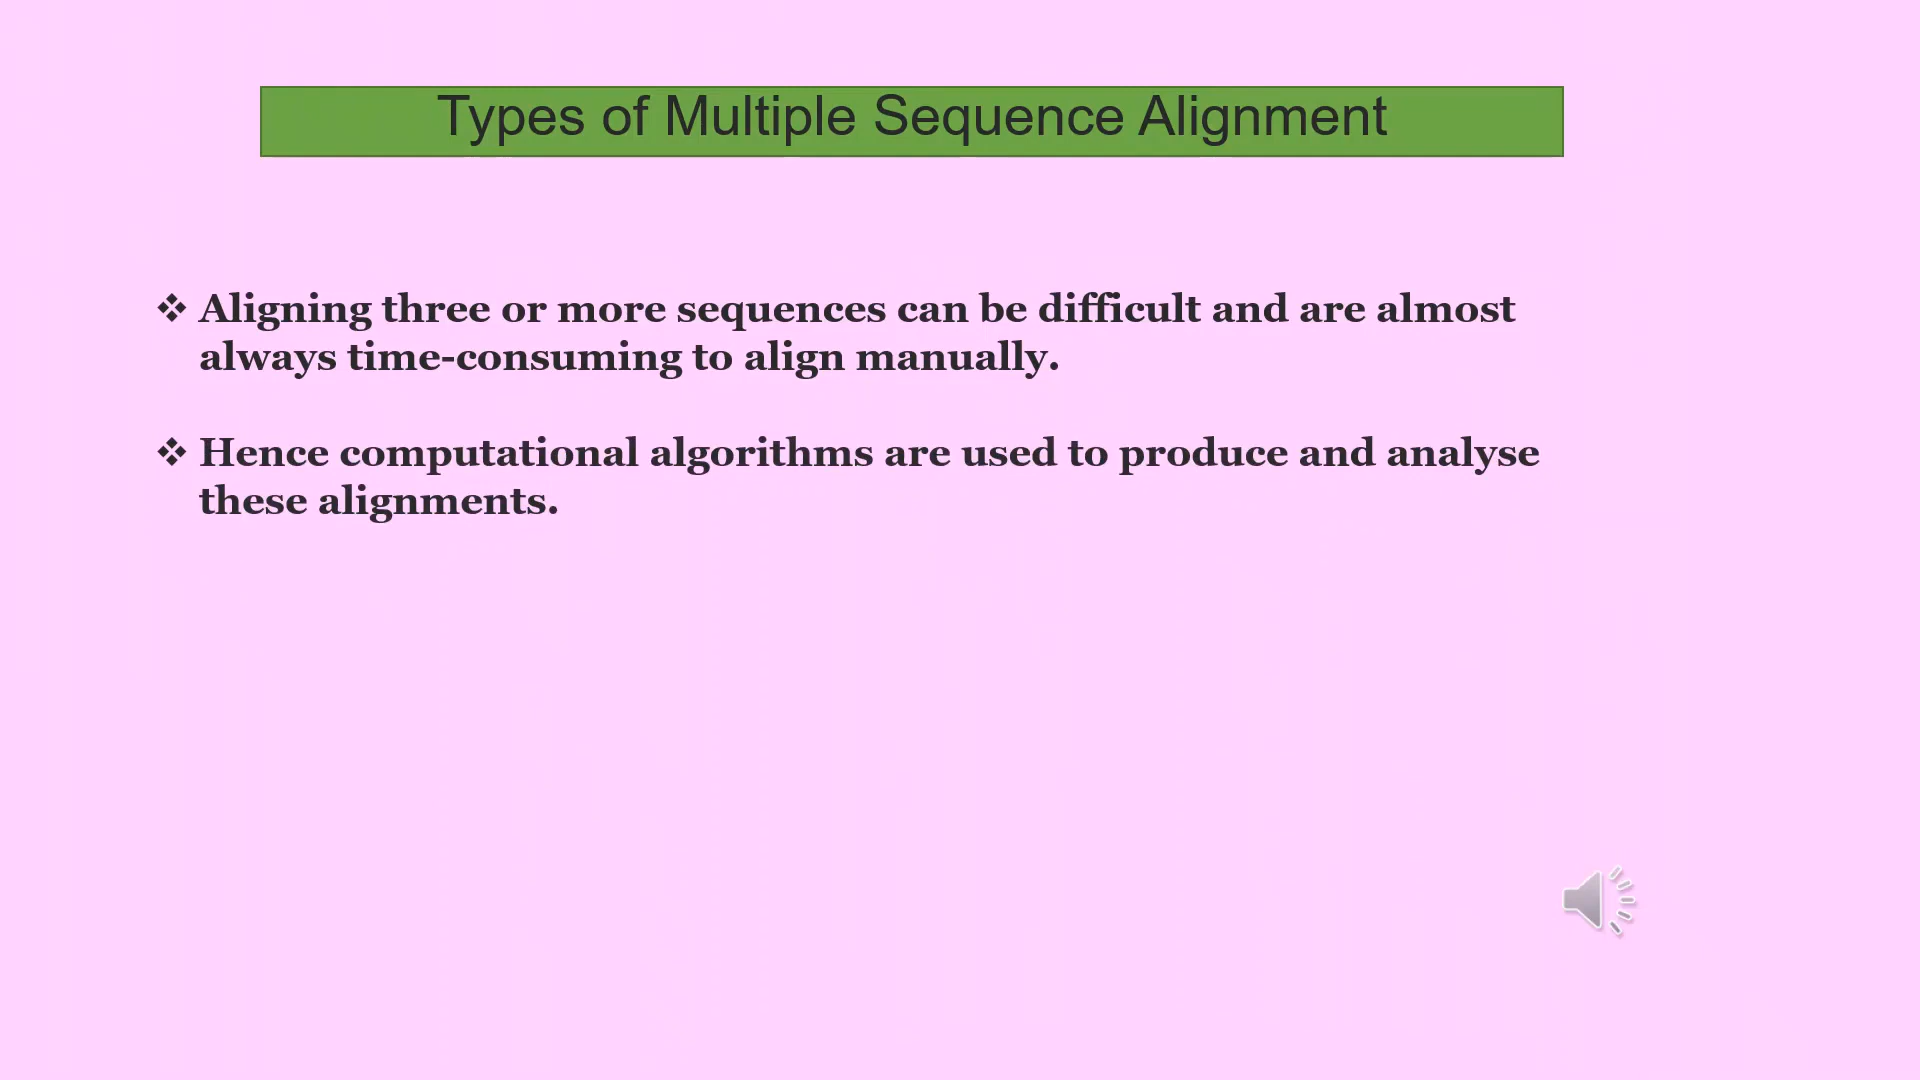 Types of Multiple Sequence Alignment
❖ Aligning three or more sequences can be difficult and are almost
always time-consuming to align manually.
❖ Hence computational algorithms are used to produce and analyse
these alignments.